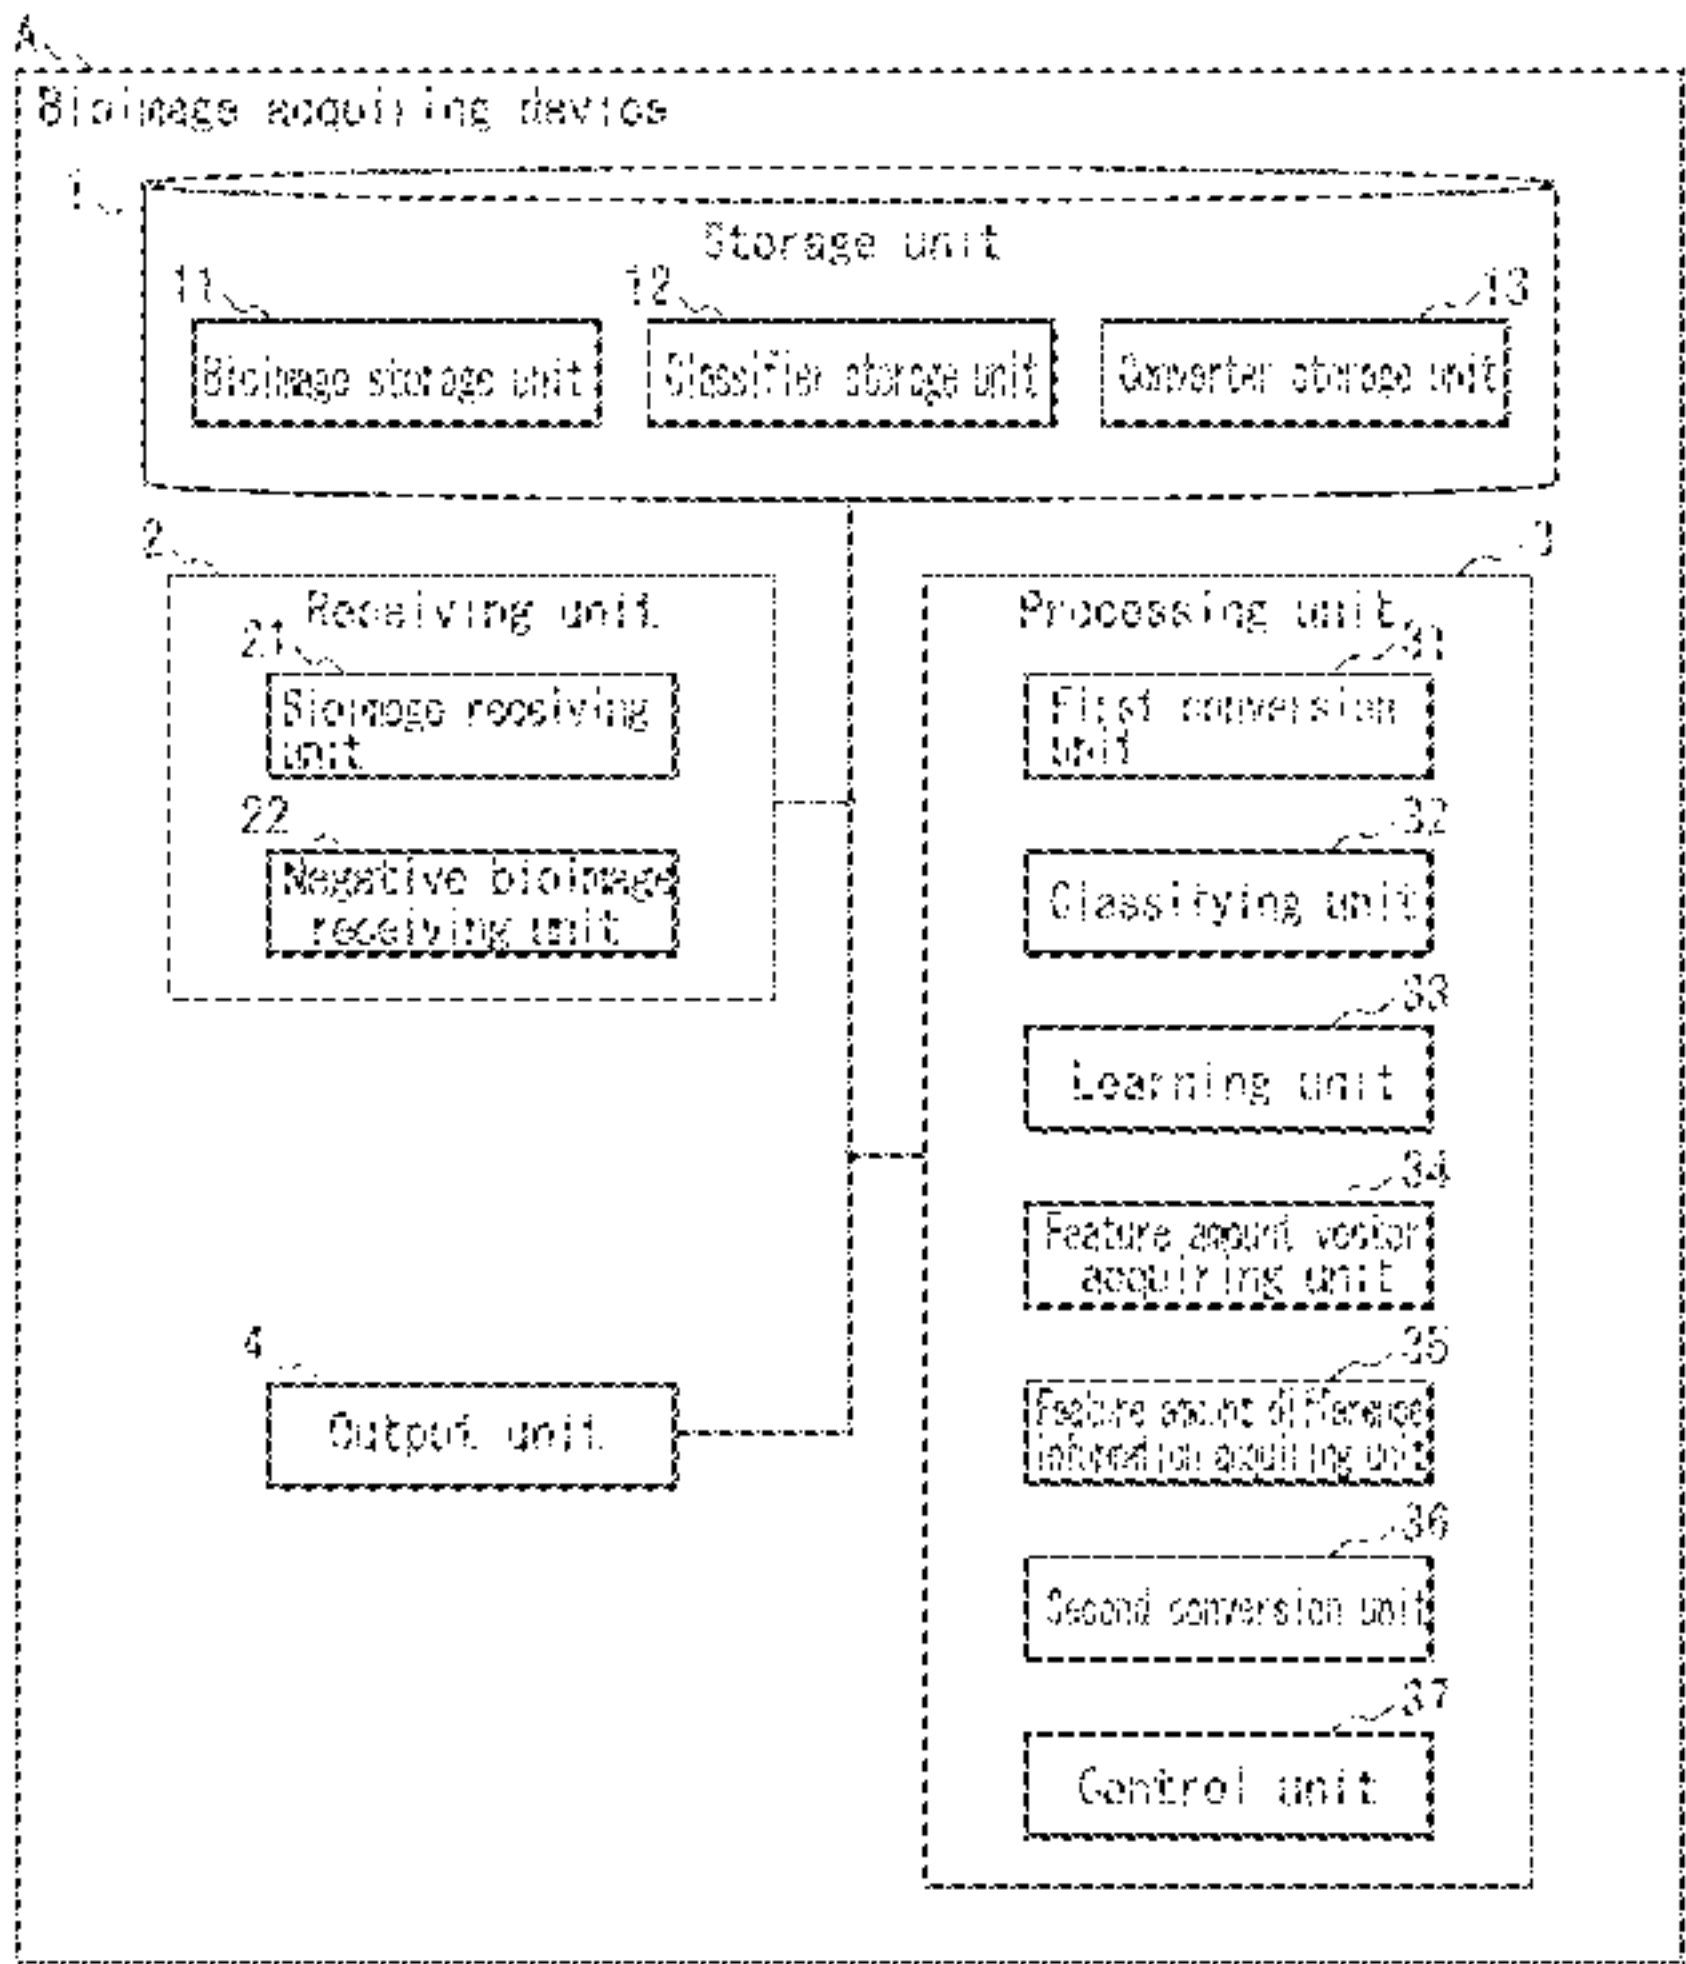 A
Bioimage acquiring device
1
Storage unit
11
12
13
Bioimage storage unit
Classifier storage unit
Converter storage unit
2
3
Receiving unit
Processing unit
21
31
Bioimage receiving
unit
First conversion
unit
22
32
Negative bioimage
receiving unit
Classifying unit
33
Learning unit
34
Feature amount vector
acquiring unit
4
35
Output unit
Feature amount difference
information acquiring unit
36
Second conversion unit
37
Control unit